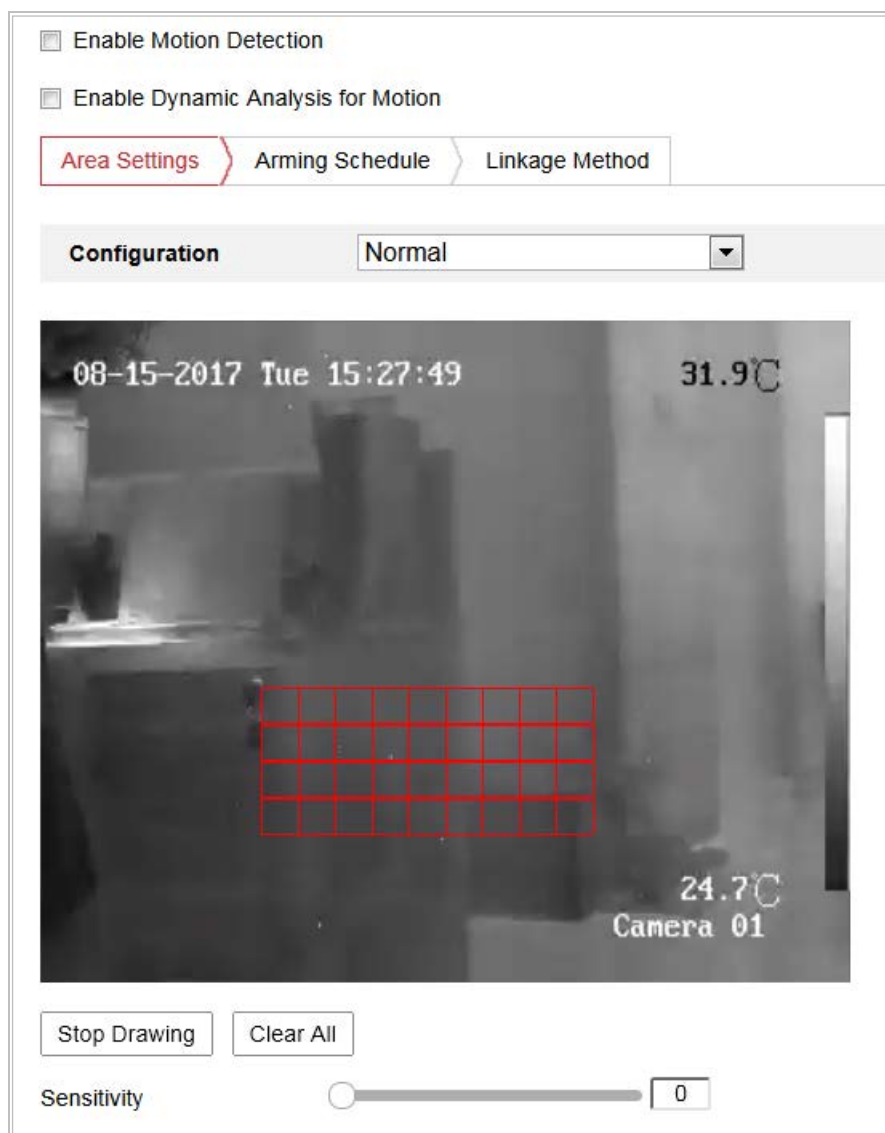 Enable Motion Detection
Enable Dynamic Analysis for Motion
Area Settings Arming Schedule Linkage Method
Configuration Normal
08-15-2017 Tue 15:27:49 31.9℃
24.7℃
Camera 01
Stop Drawing Clear All
Sensitivity 0